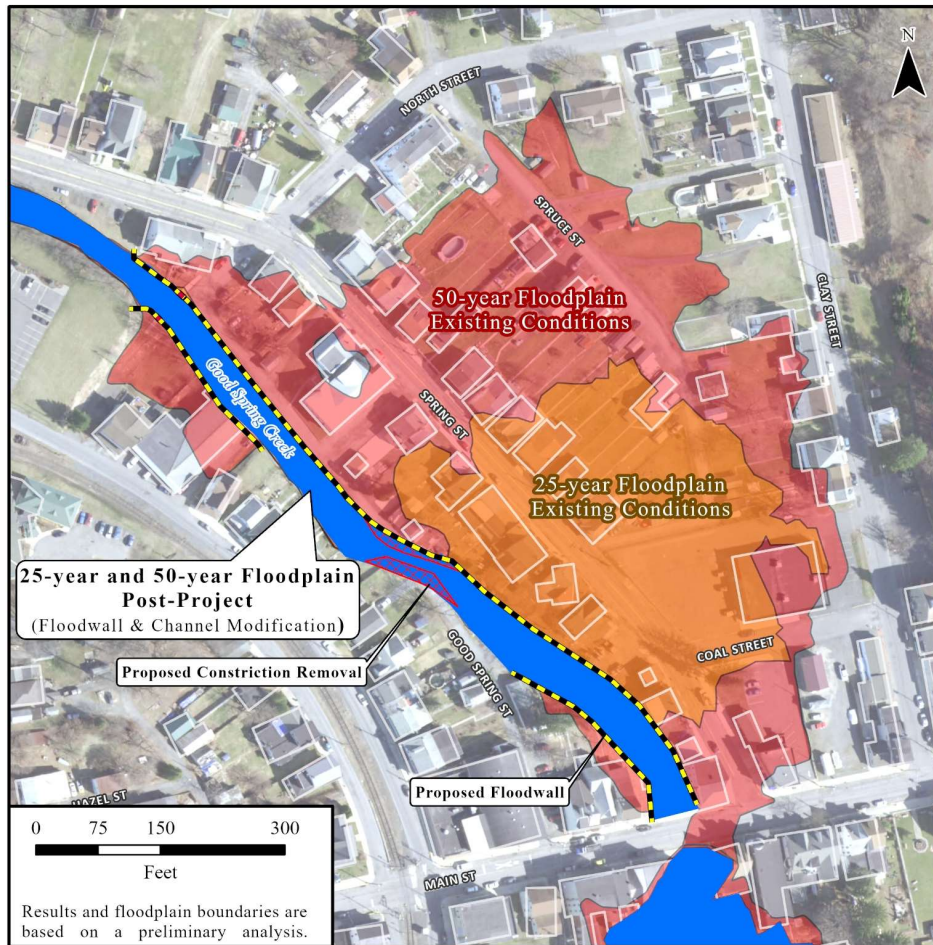 N
NORTH STREET
SPRUCE ST
CLAY STREET
50-year Floodplain
Existing Conditions
Good Spring Creek
SPRING ST
25-year Floodplain
Existing Conditions
25-year and 50-year Floodplain
Post-Project
(Floodwall & Channel Modification)
Proposed Constriction Removal
GOOD SPRING ST
COAL STREET
Proposed Floodwall
HAZEL ST
MAIN ST
0 75 150 300
Feet
Results and floodplain boundaries are
based on a preliminary analysis.